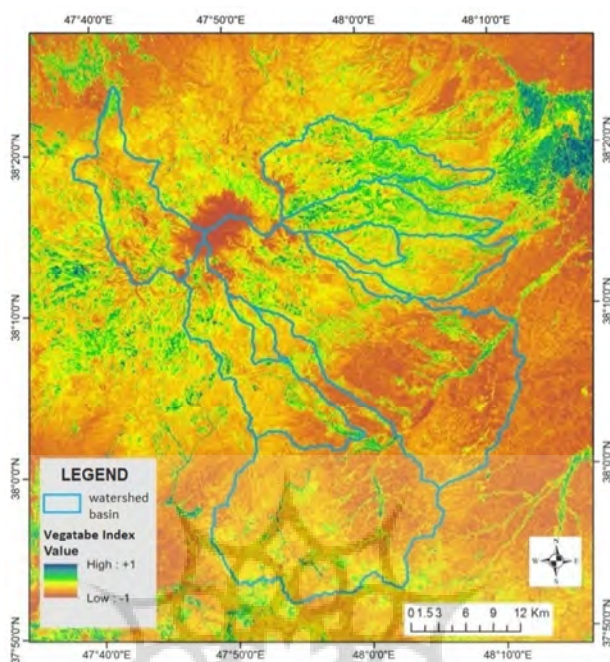 47°40'0"E 47°50'0"E 48°0'0"E 48°10'0"E
38°20'0"N 38°20'0"N
38°10'0"N 38°10'0"N
38°0'0"N 38°0'0"N
37°50'0"N 37°50'0"N
LEGEND
watershed
basin
Vegatabe Index
Value
High : +1
Low : -1
N
W E
S
0 1.5 3 6 9 12 Km
47°40'0"E 47°50'0"E 48°0'0"E 48°10'0"E